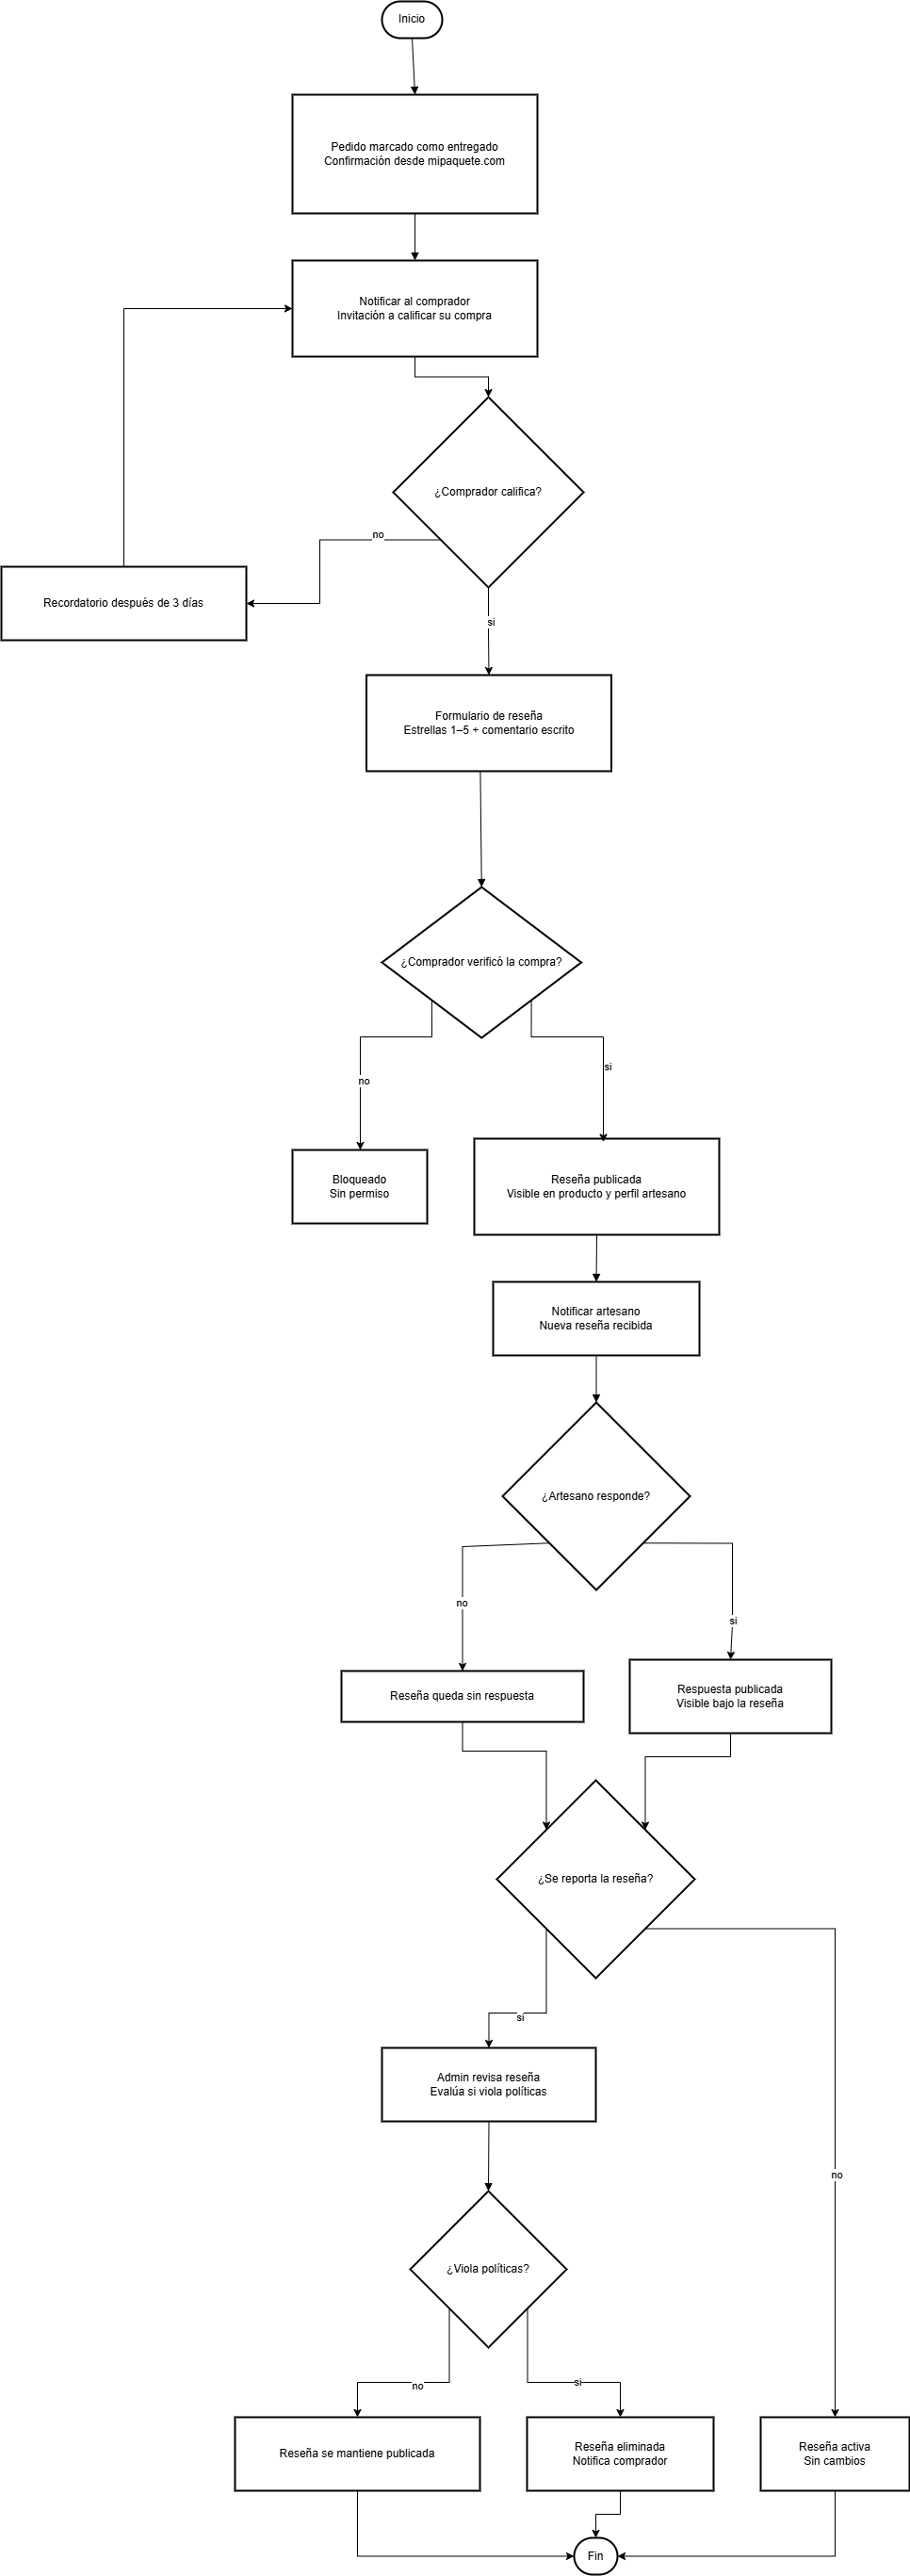 Inicio
Pedido marcado como entregado
Confirmación desde mipaquete.com
Notificar al comprador
Invitación a calificar su compra
¿Comprador califica?
no
Recordatorio después de 3 días
si
Formulario de reseña
Estrellas 1–5 + comentario escrito
¿Comprador verificó la compra?
si
no
Bloqueado
Sin permiso
Reseña publicada
Visible en producto y perfil artesano
Notificar artesano
Nueva reseña recibida
¿Artesano responde?
no
si
Reseña queda sin respuesta
Respuesta publicada
Visible bajo la reseña
¿Se reporta la reseña?
si
Admin revisa reseña
Evalúa si viola políticas
no
¿Viola políticas?
no
si
Reseña se mantiene publicada
Reseña eliminada
Notifica comprador
Reseña activa
Sin cambios
Fin